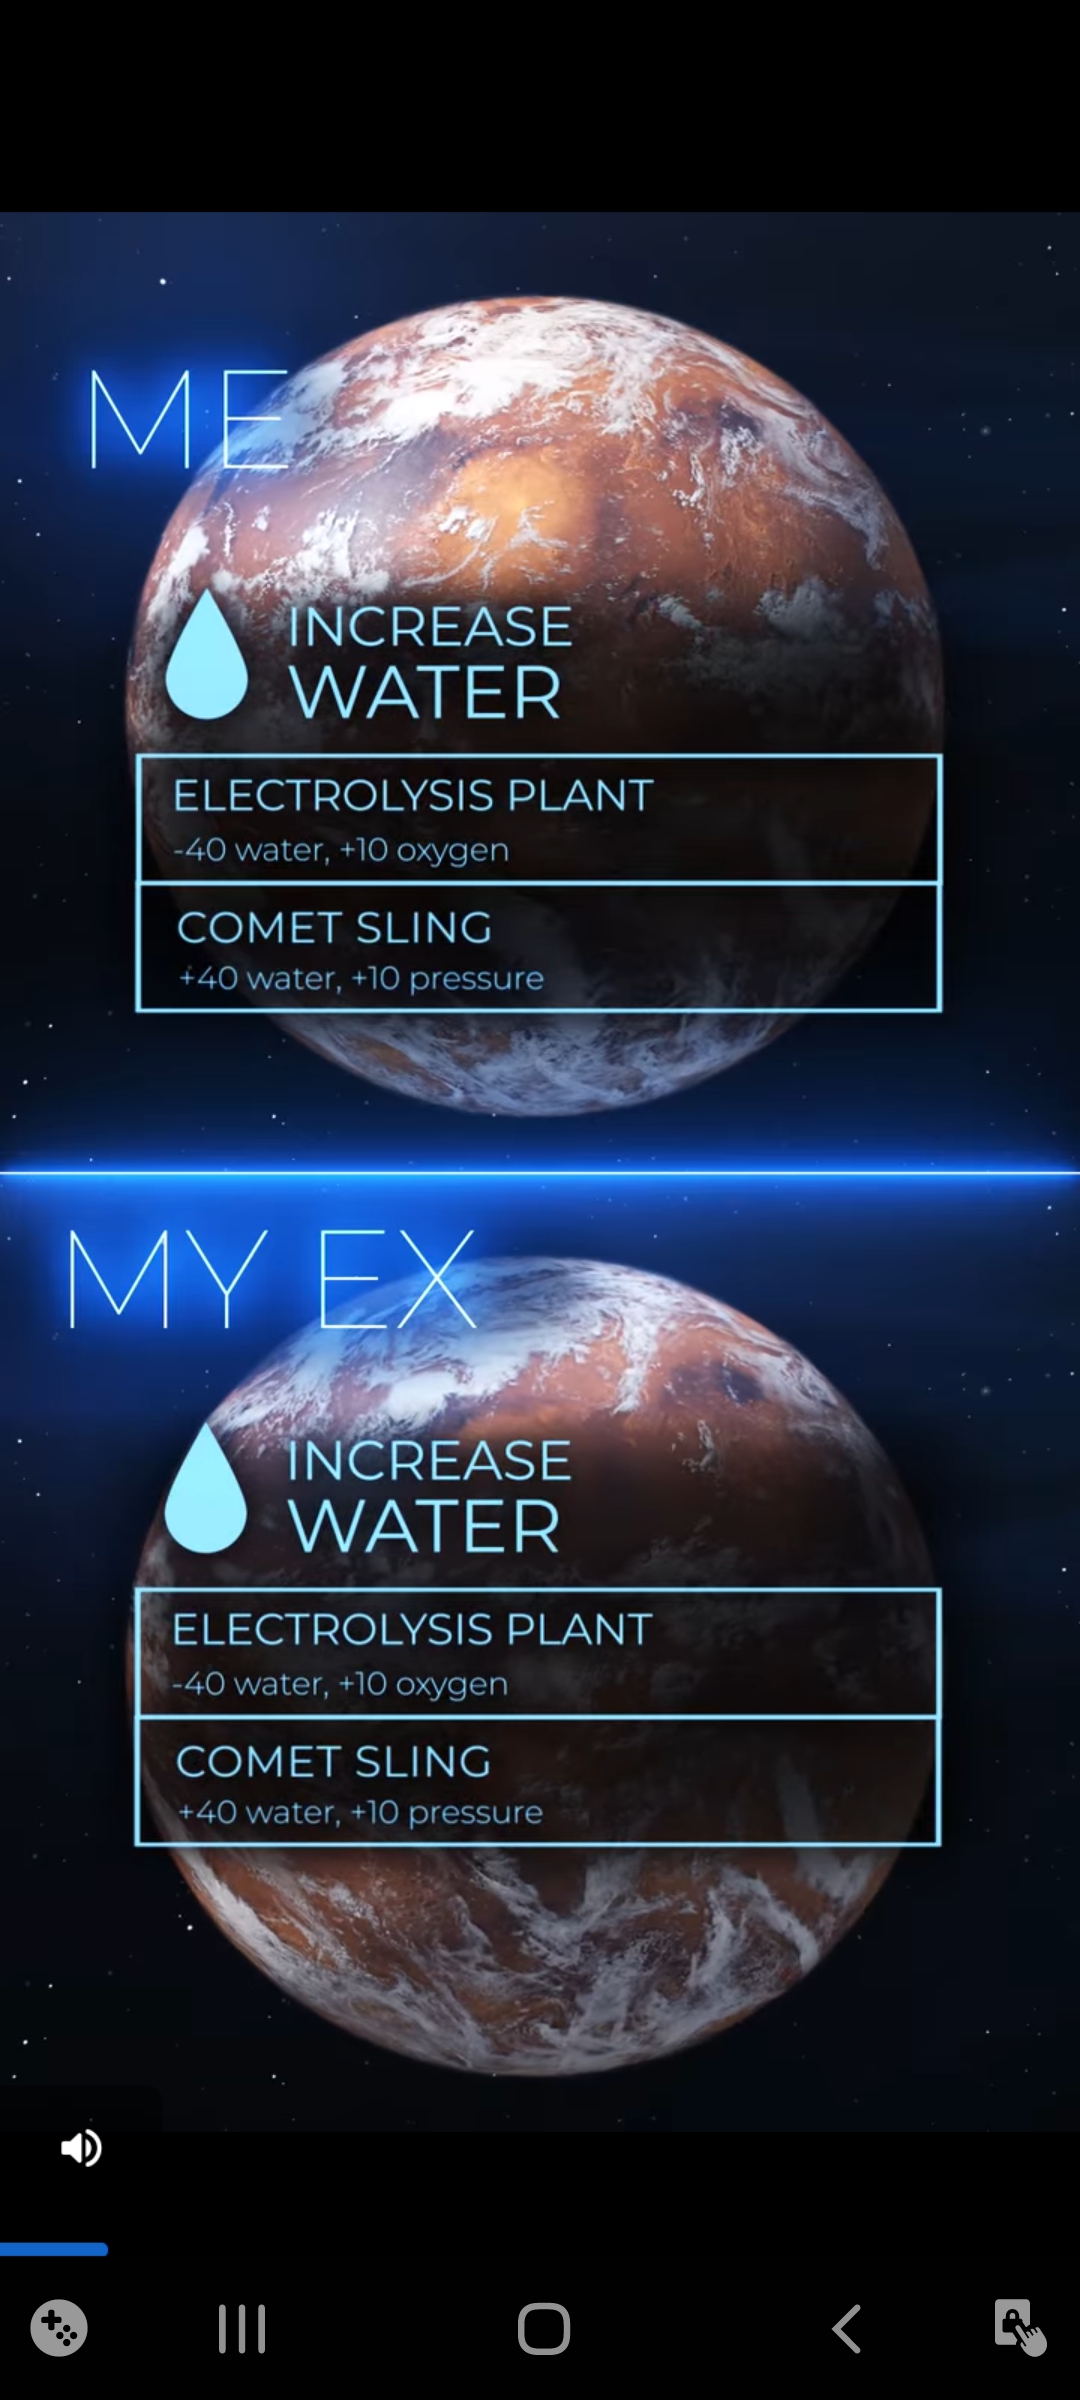 ME
INCREASE
WATER
ELECTROLYSIS PLANT
-40 water, +10 oxygen
COMET SLING
+40 water, +10 pressure
MY EX
INCREASE
WATER
ELECTROLYSIS PLANT
-40 water, +10 oxygen
COMET SLING
+40 water, +10 pressure